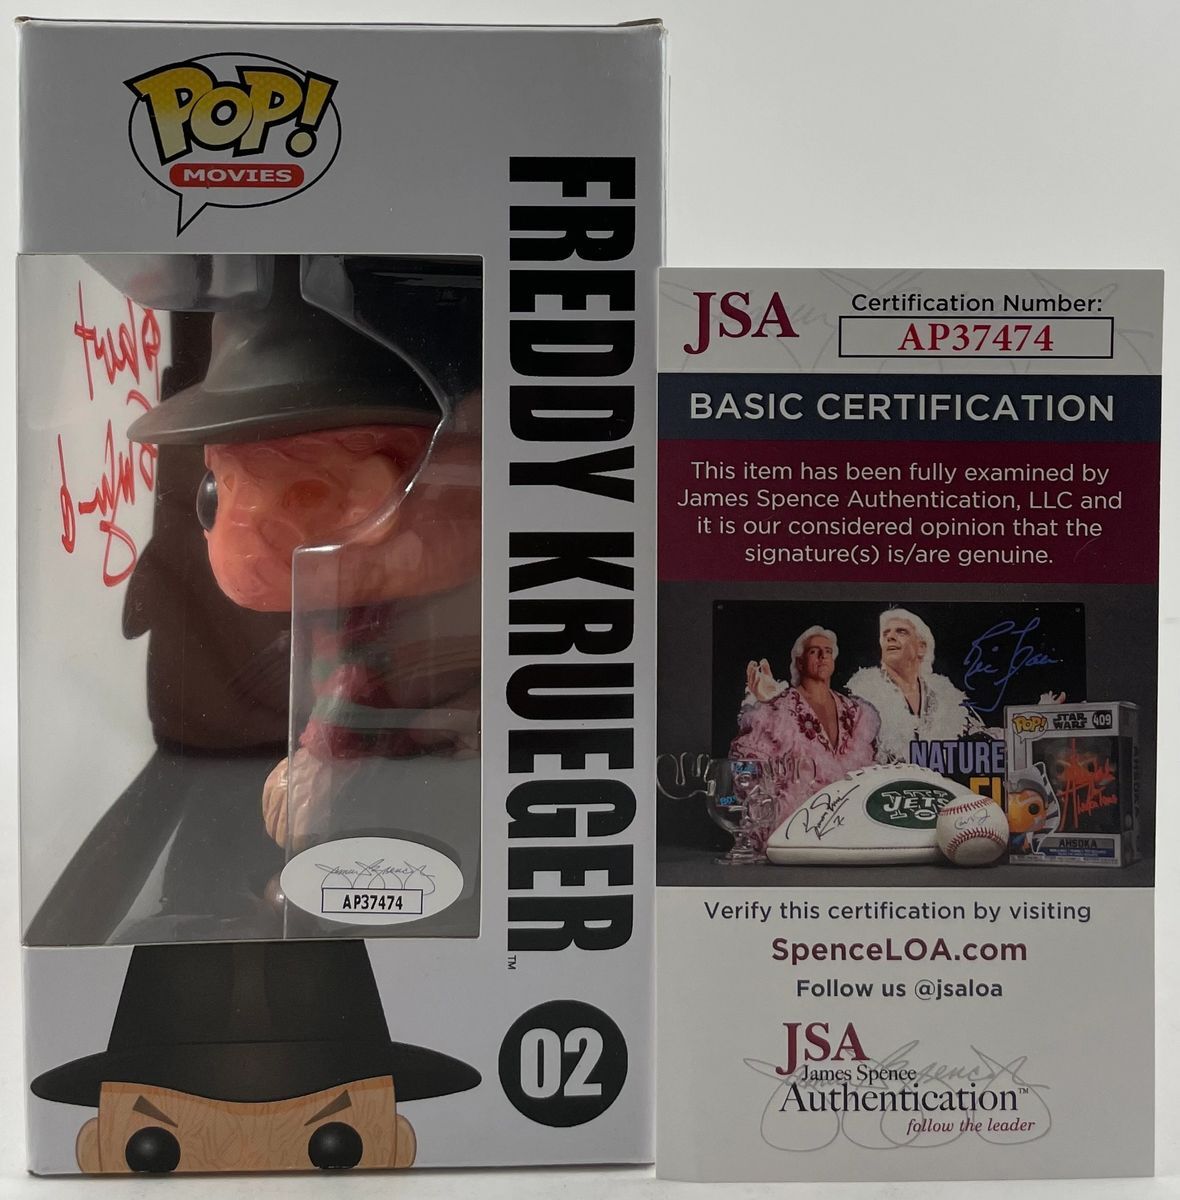 POP!
MOVIES
FREDDY KRUEGER™
02
AP37474
JSA
Certification Number:
AP37474
BASIC CERTIFICATION
This item has been fully examined by
James Spence Authentication, LLC and
it is our considered opinion that the
signature(s) is/are genuine.
NATURE
POP!
STAR
WARS
409
JETS
AHSOKA
Verify this certification by visiting
SpenceLOA.com
Follow us @jsaloa
JSA
James Spence
Authentication™
follow the leader